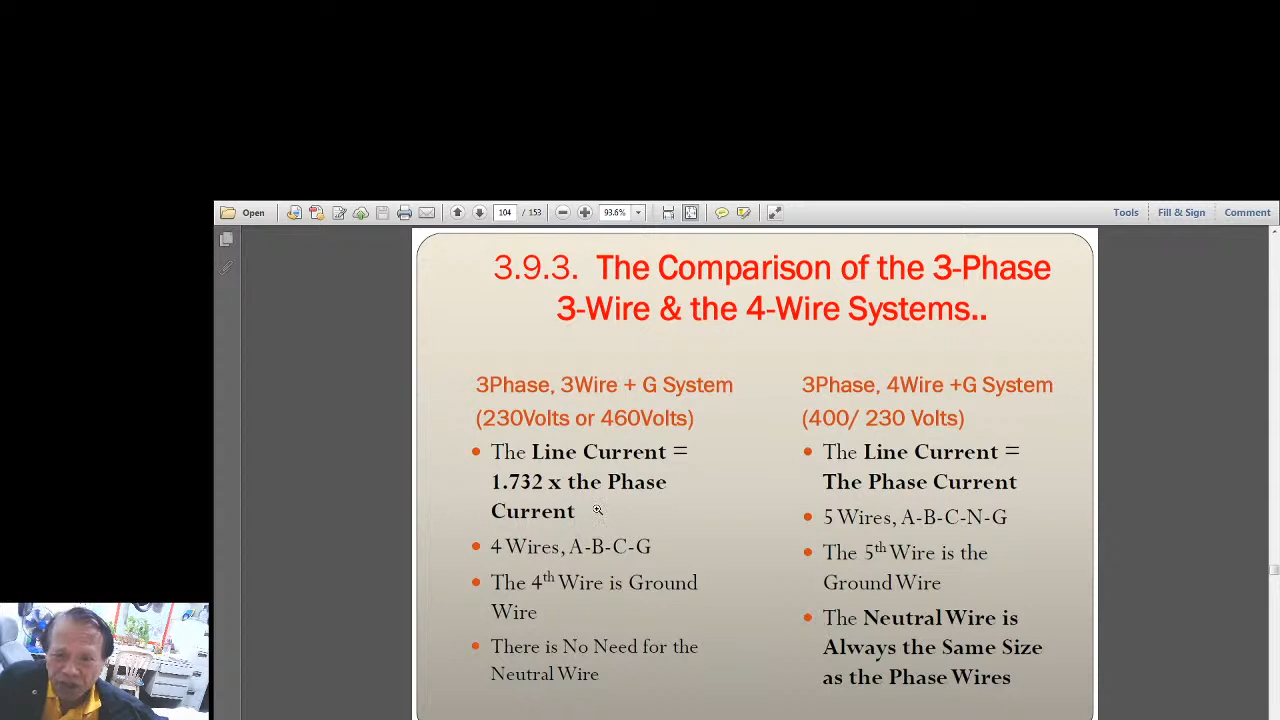 Open
104 / 153
93.6%
Tools
Fill & Sign
Comment
3.9.3. The Comparison of the 3-Phase
3-Wire & the 4-Wire Systems..
3Phase, 3Wire + G System
(230Volts or 460Volts)
• The Line Current =
1.732 x the Phase
Current
• 4 Wires, A-B-C-G
• The 4th Wire is Ground
Wire
• There is No Need for the
Neutral Wire
3Phase, 4Wire +G System
(400/ 230 Volts)
• The Line Current =
The Phase Current
• 5 Wires, A-B-C-N-G
• The 5th Wire is the
Ground Wire
• The Neutral Wire is
Always the Same Size
as the Phase Wires